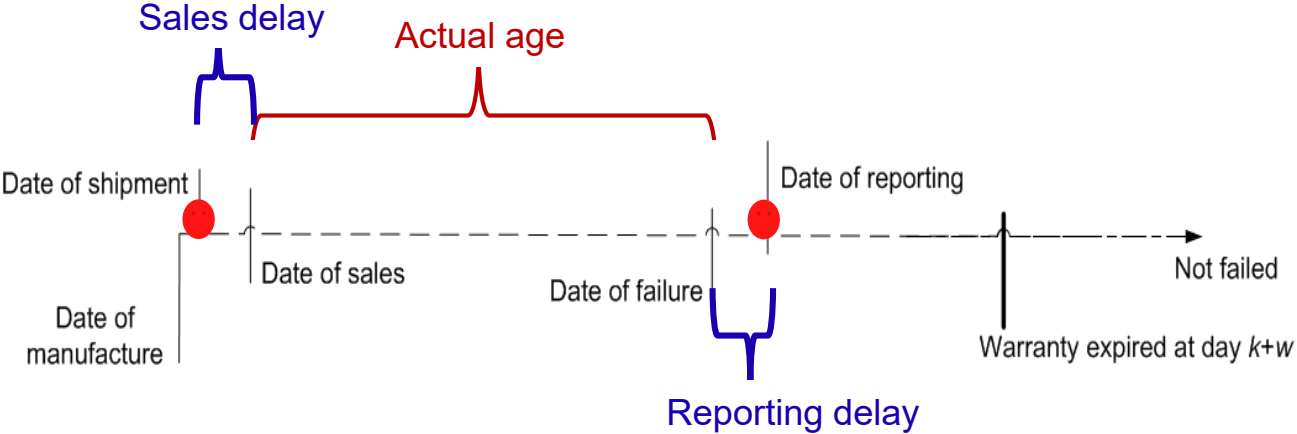 Sales delay
Actual age
Date of shipment
Date of reporting
Date of sales
Date of failure
Not failed
Date of
manufacture
Warranty expired at day k+w
Reporting delay